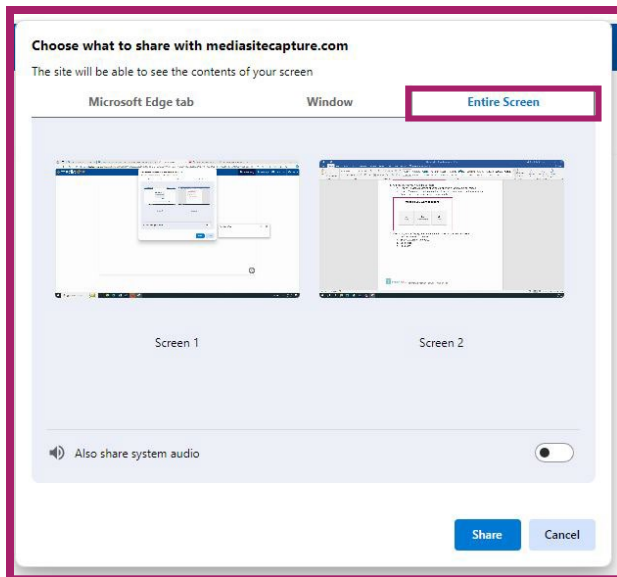 Choose what to share with mediasitecapture.com
The site will be able to see the contents of your screen
Microsoft Edge tab Window Entire Screen
Screen 1 Screen 2
Also share system audio
Share Cancel